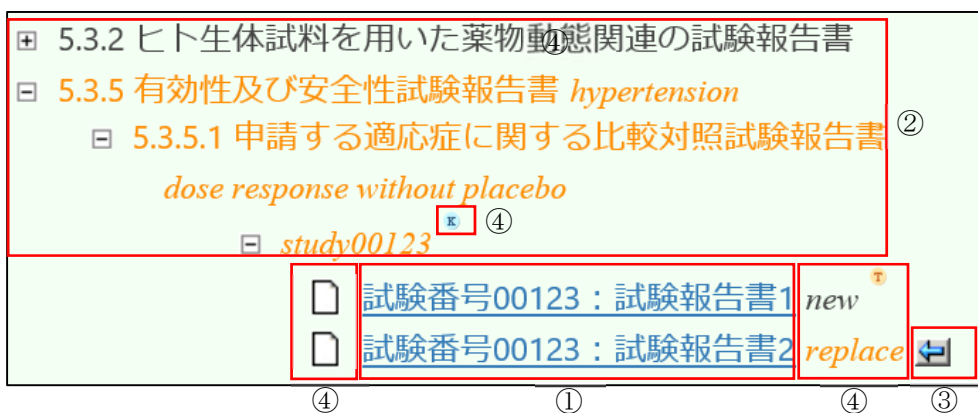 5.3.2 ヒト生体試料を用いた薬物動態関連の試験報告書
④
5.3.5 有効性及び安全性試験報告書 hypertension
5.3.5.1 申請する適応症に関する比較対照試験報告書
②
dose response without placebo
K ④
study00123
T
試験番号00123：試験報告書1 new
試験番号00123：試験報告書2 replace
④ ① ④ ③